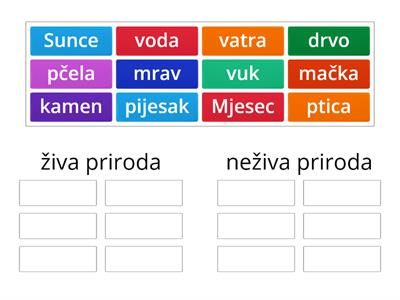 Sunce voda vatra drvo
pčela mrav vuk mačka
kamen pijesak Mjesec ptica
živa priroda neživa priroda